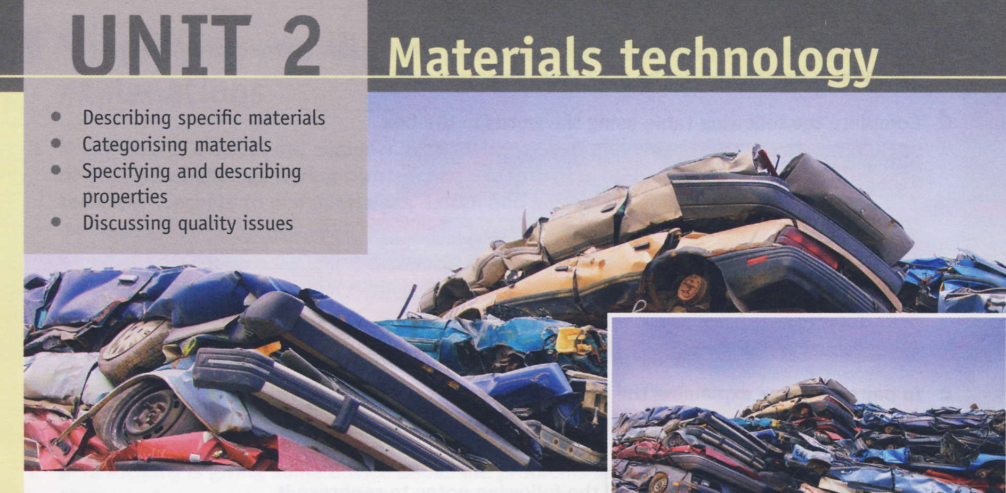 UNIT 2
Materials technology
• Describing specific materials
• Categorising materials
• Specifying and describing
properties
• Discussing quality issues